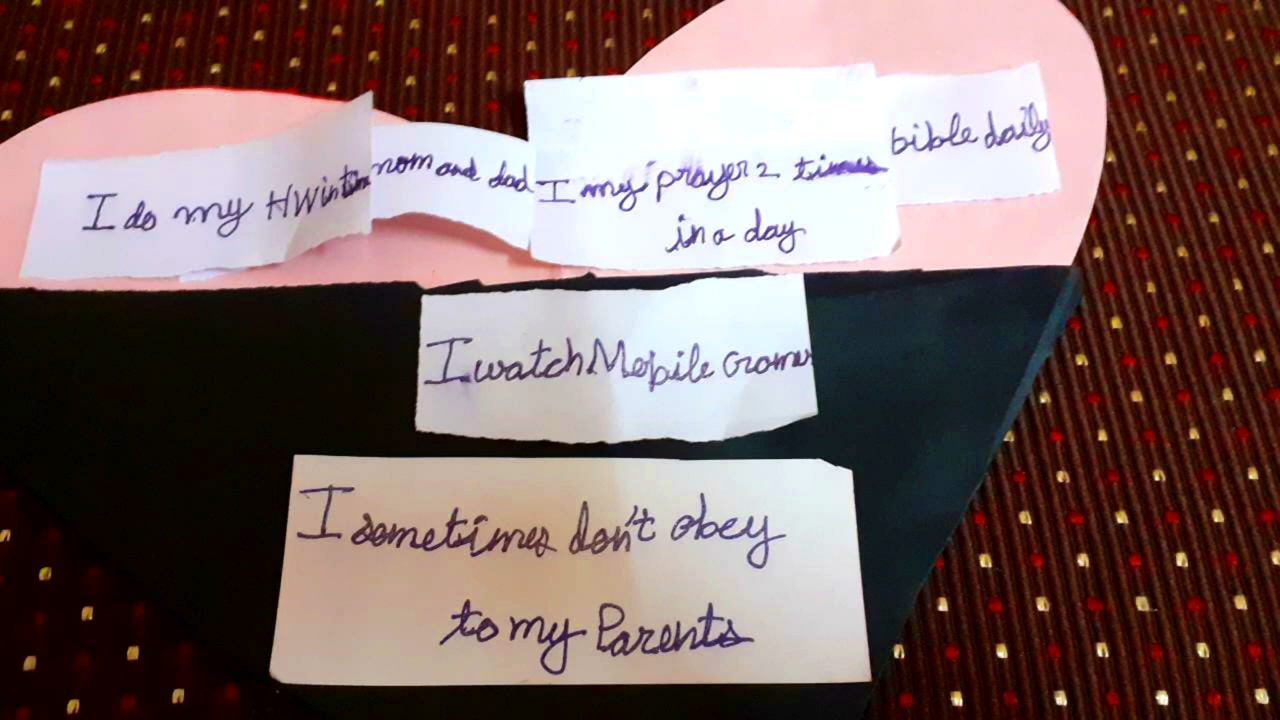 I do my HW in time
mom and dad
I my prayer 2 times
in a day
bible daily
I watch Mobile Games
I sometimes don't obey
to my Parents